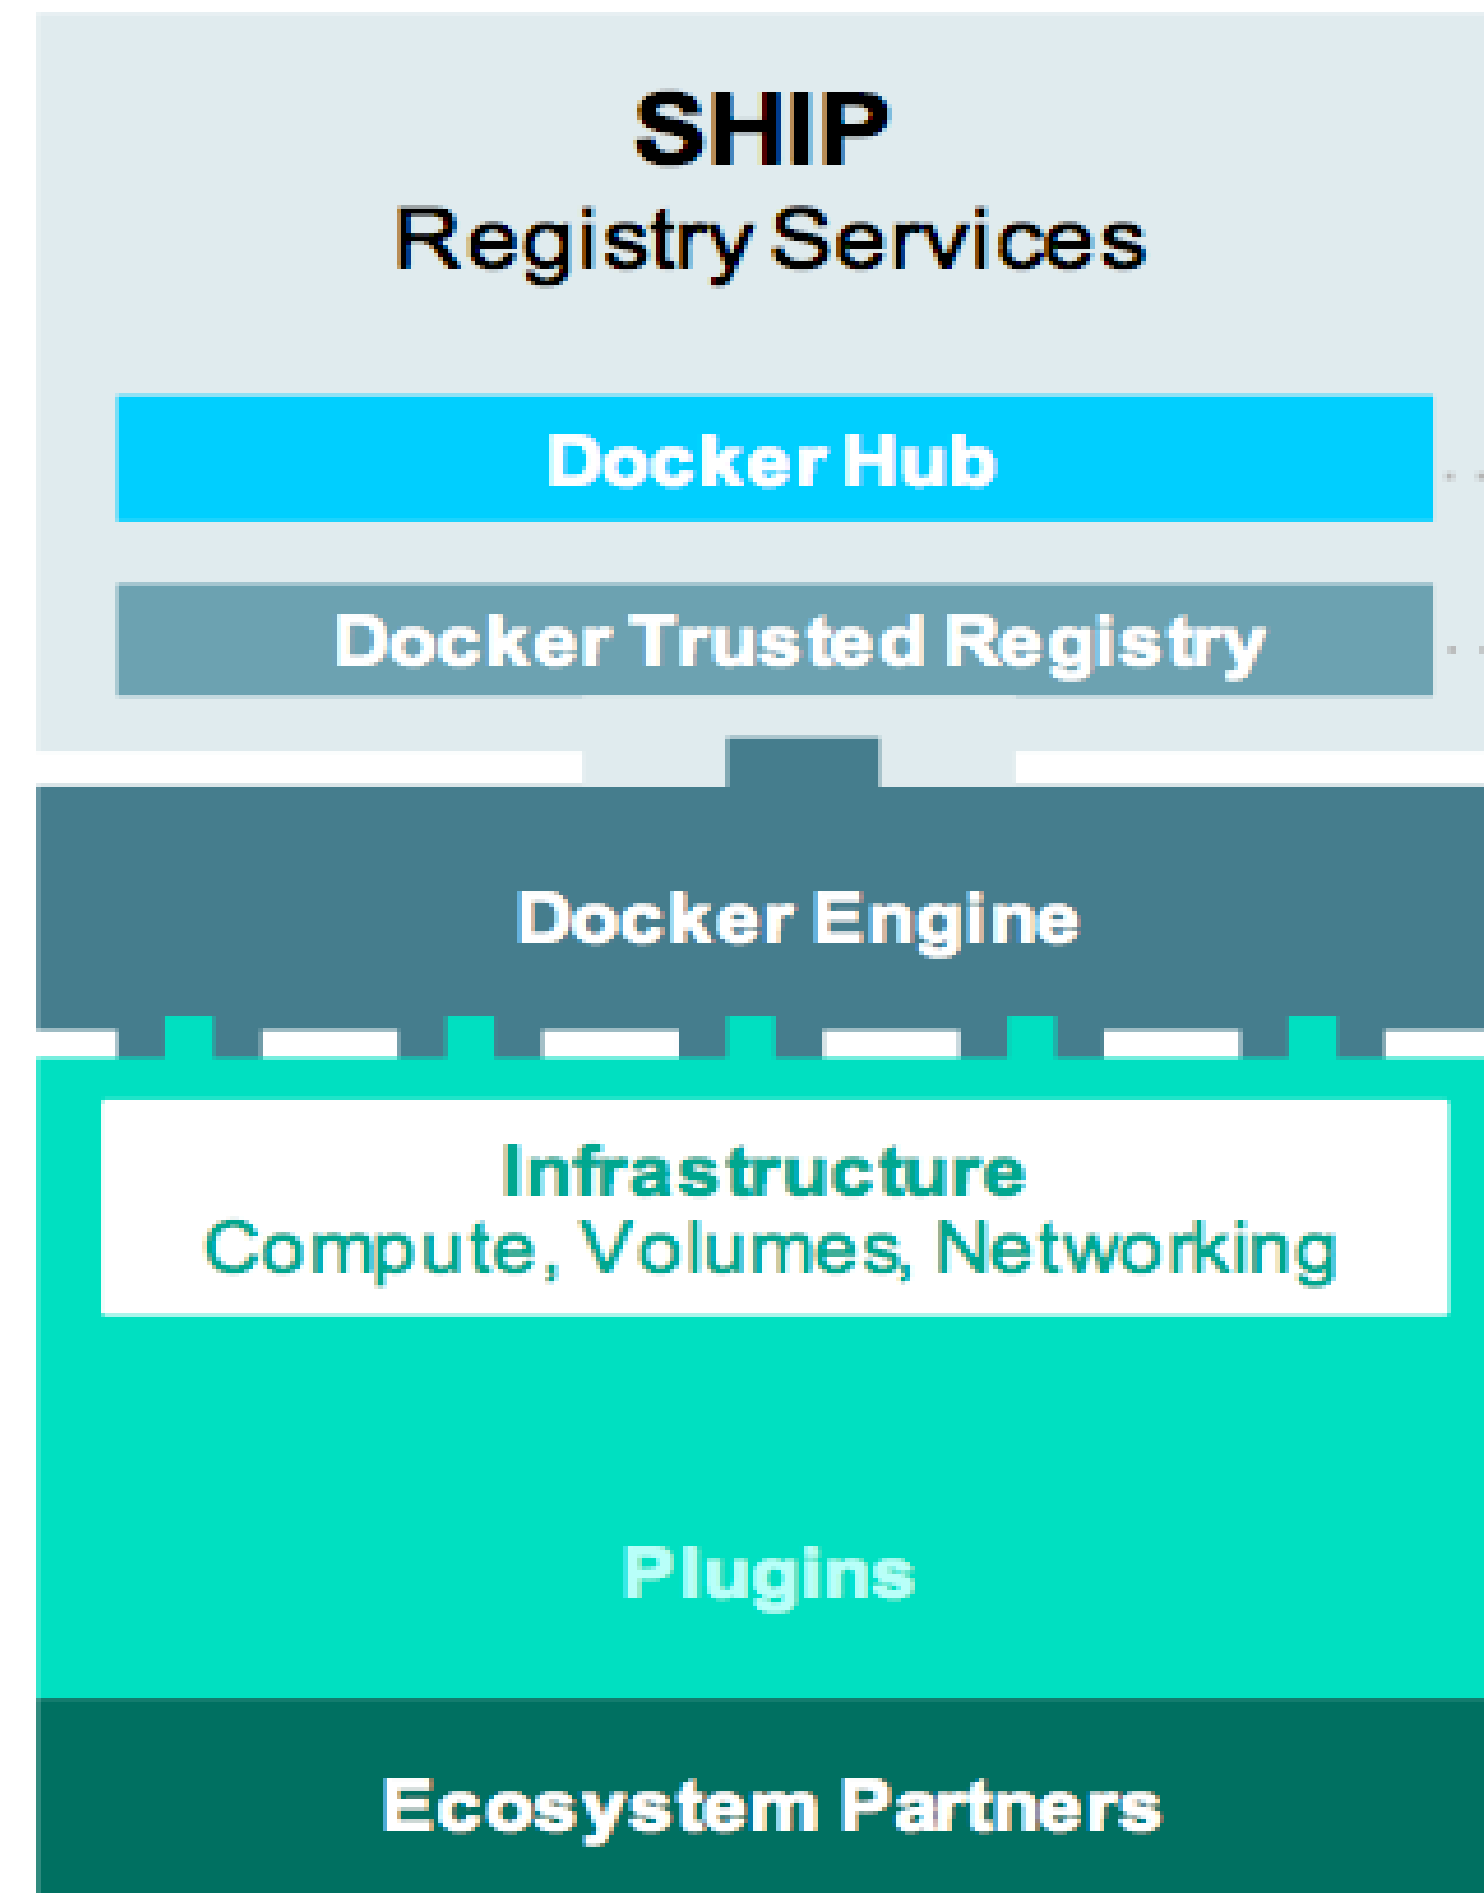 SHIP
Registry Services
Docker Hub
Docker Trusted Registry
Docker Engine
Infrastructure
Compute, Volumes, Networking
Plugins
Ecosystem Partners